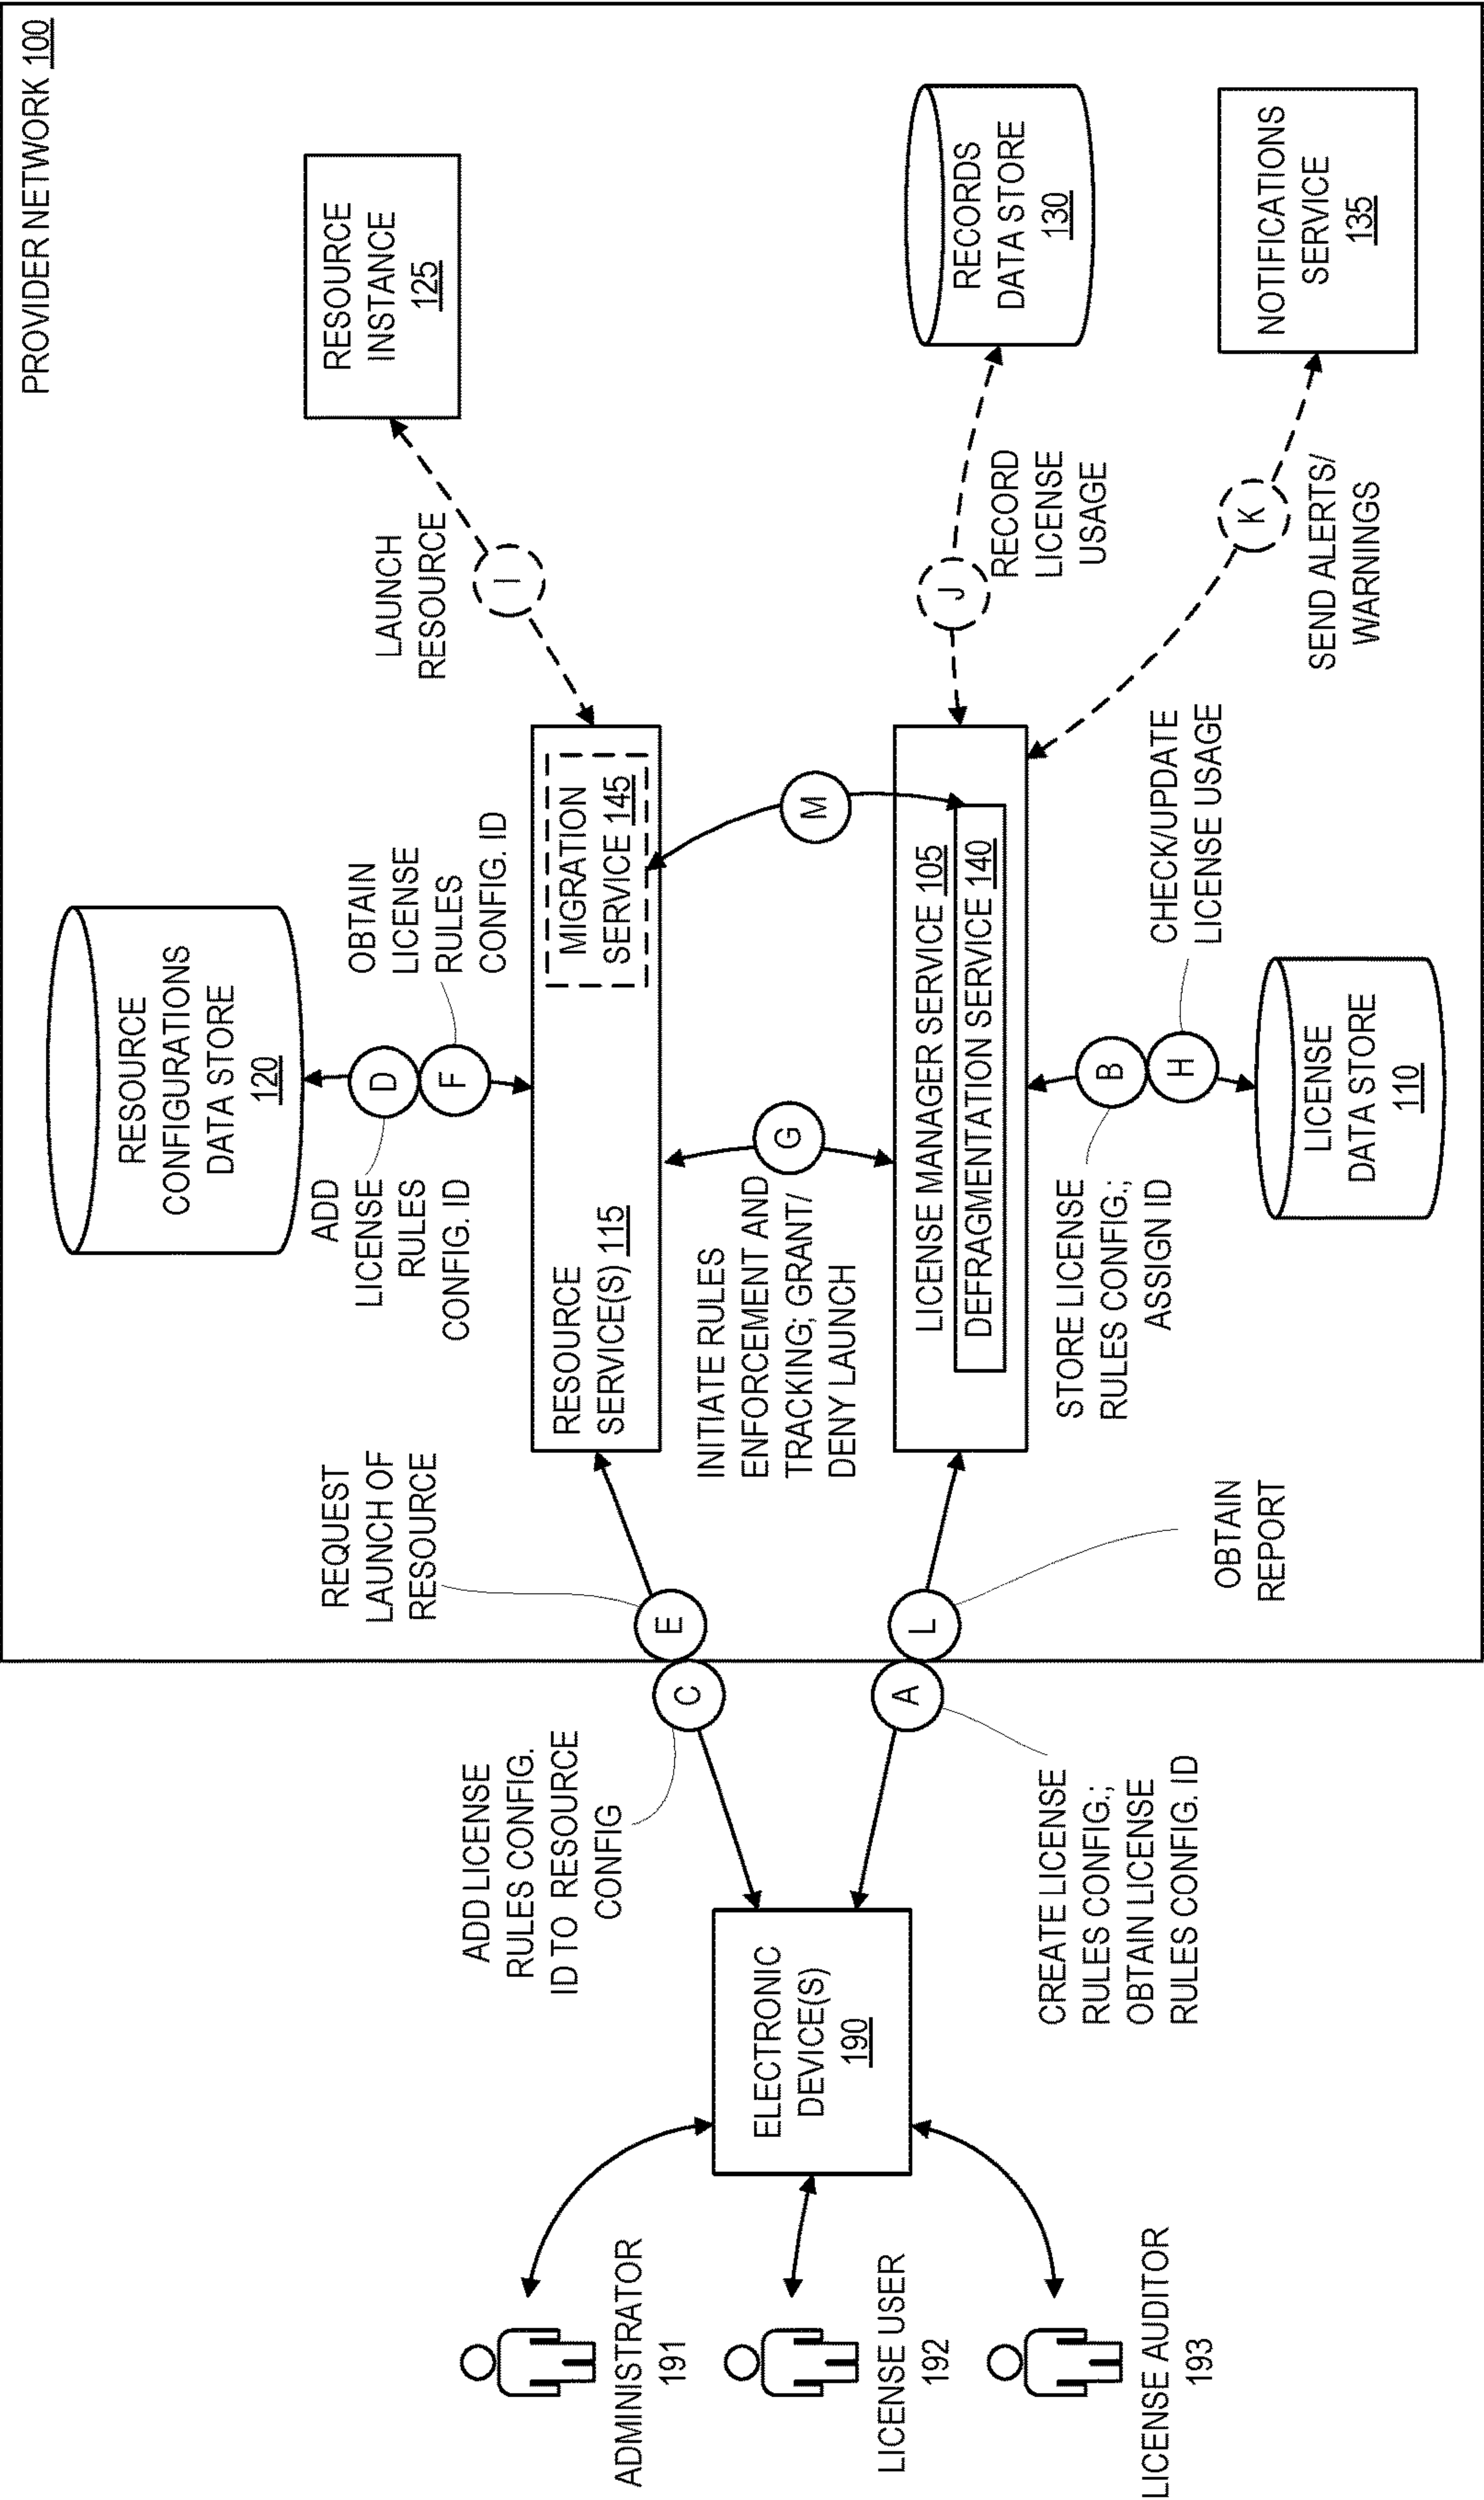 PROVIDER NETWORK 100
RESOURCE
CONFIGURATIONS
DATA STORE
120
RESOURCE
INSTANCE
125
ADD
LICENSE
RULES
CONFIG. ID
D
F
OBTAIN
LICENSE
RULES
CONFIG. ID
LAUNCH
RESOURCE
I
REQUEST
LAUNCH OF
RESOURCE
E
C
ADD LICENSE
RULES CONFIG.
ID TO RESOURCE
CONFIG
RESOURCE
SERVICE(S) 115
MIGRATION
SERVICE 145
INITIATE RULES
ENFORCEMENT AND
TRACKING; GRANT/
DENY LAUNCH
G
M
ADMINISTRATOR
191
LICENSE USER
192
LICENSE AUDITOR
193
ELECTRONIC
DEVICE(S)
190
A
L
CREATE LICENSE
RULES CONFIG.;
OBTAIN LICENSE
RULES CONFIG. ID
OBTAIN
REPORT
LICENSE MANAGER SERVICE 105
DEFRAGMENTATION SERVICE 140
J
RECORD
LICENSE
USAGE
RECORDS
DATA STORE
130
STORE LICENSE
RULES CONFIG.;
ASSIGN ID
B
H
CHECK/UPDATE
LICENSE USAGE
LICENSE
DATA STORE
110
K
SEND ALERTS/
WARNINGS
NOTIFICATIONS
SERVICE
135